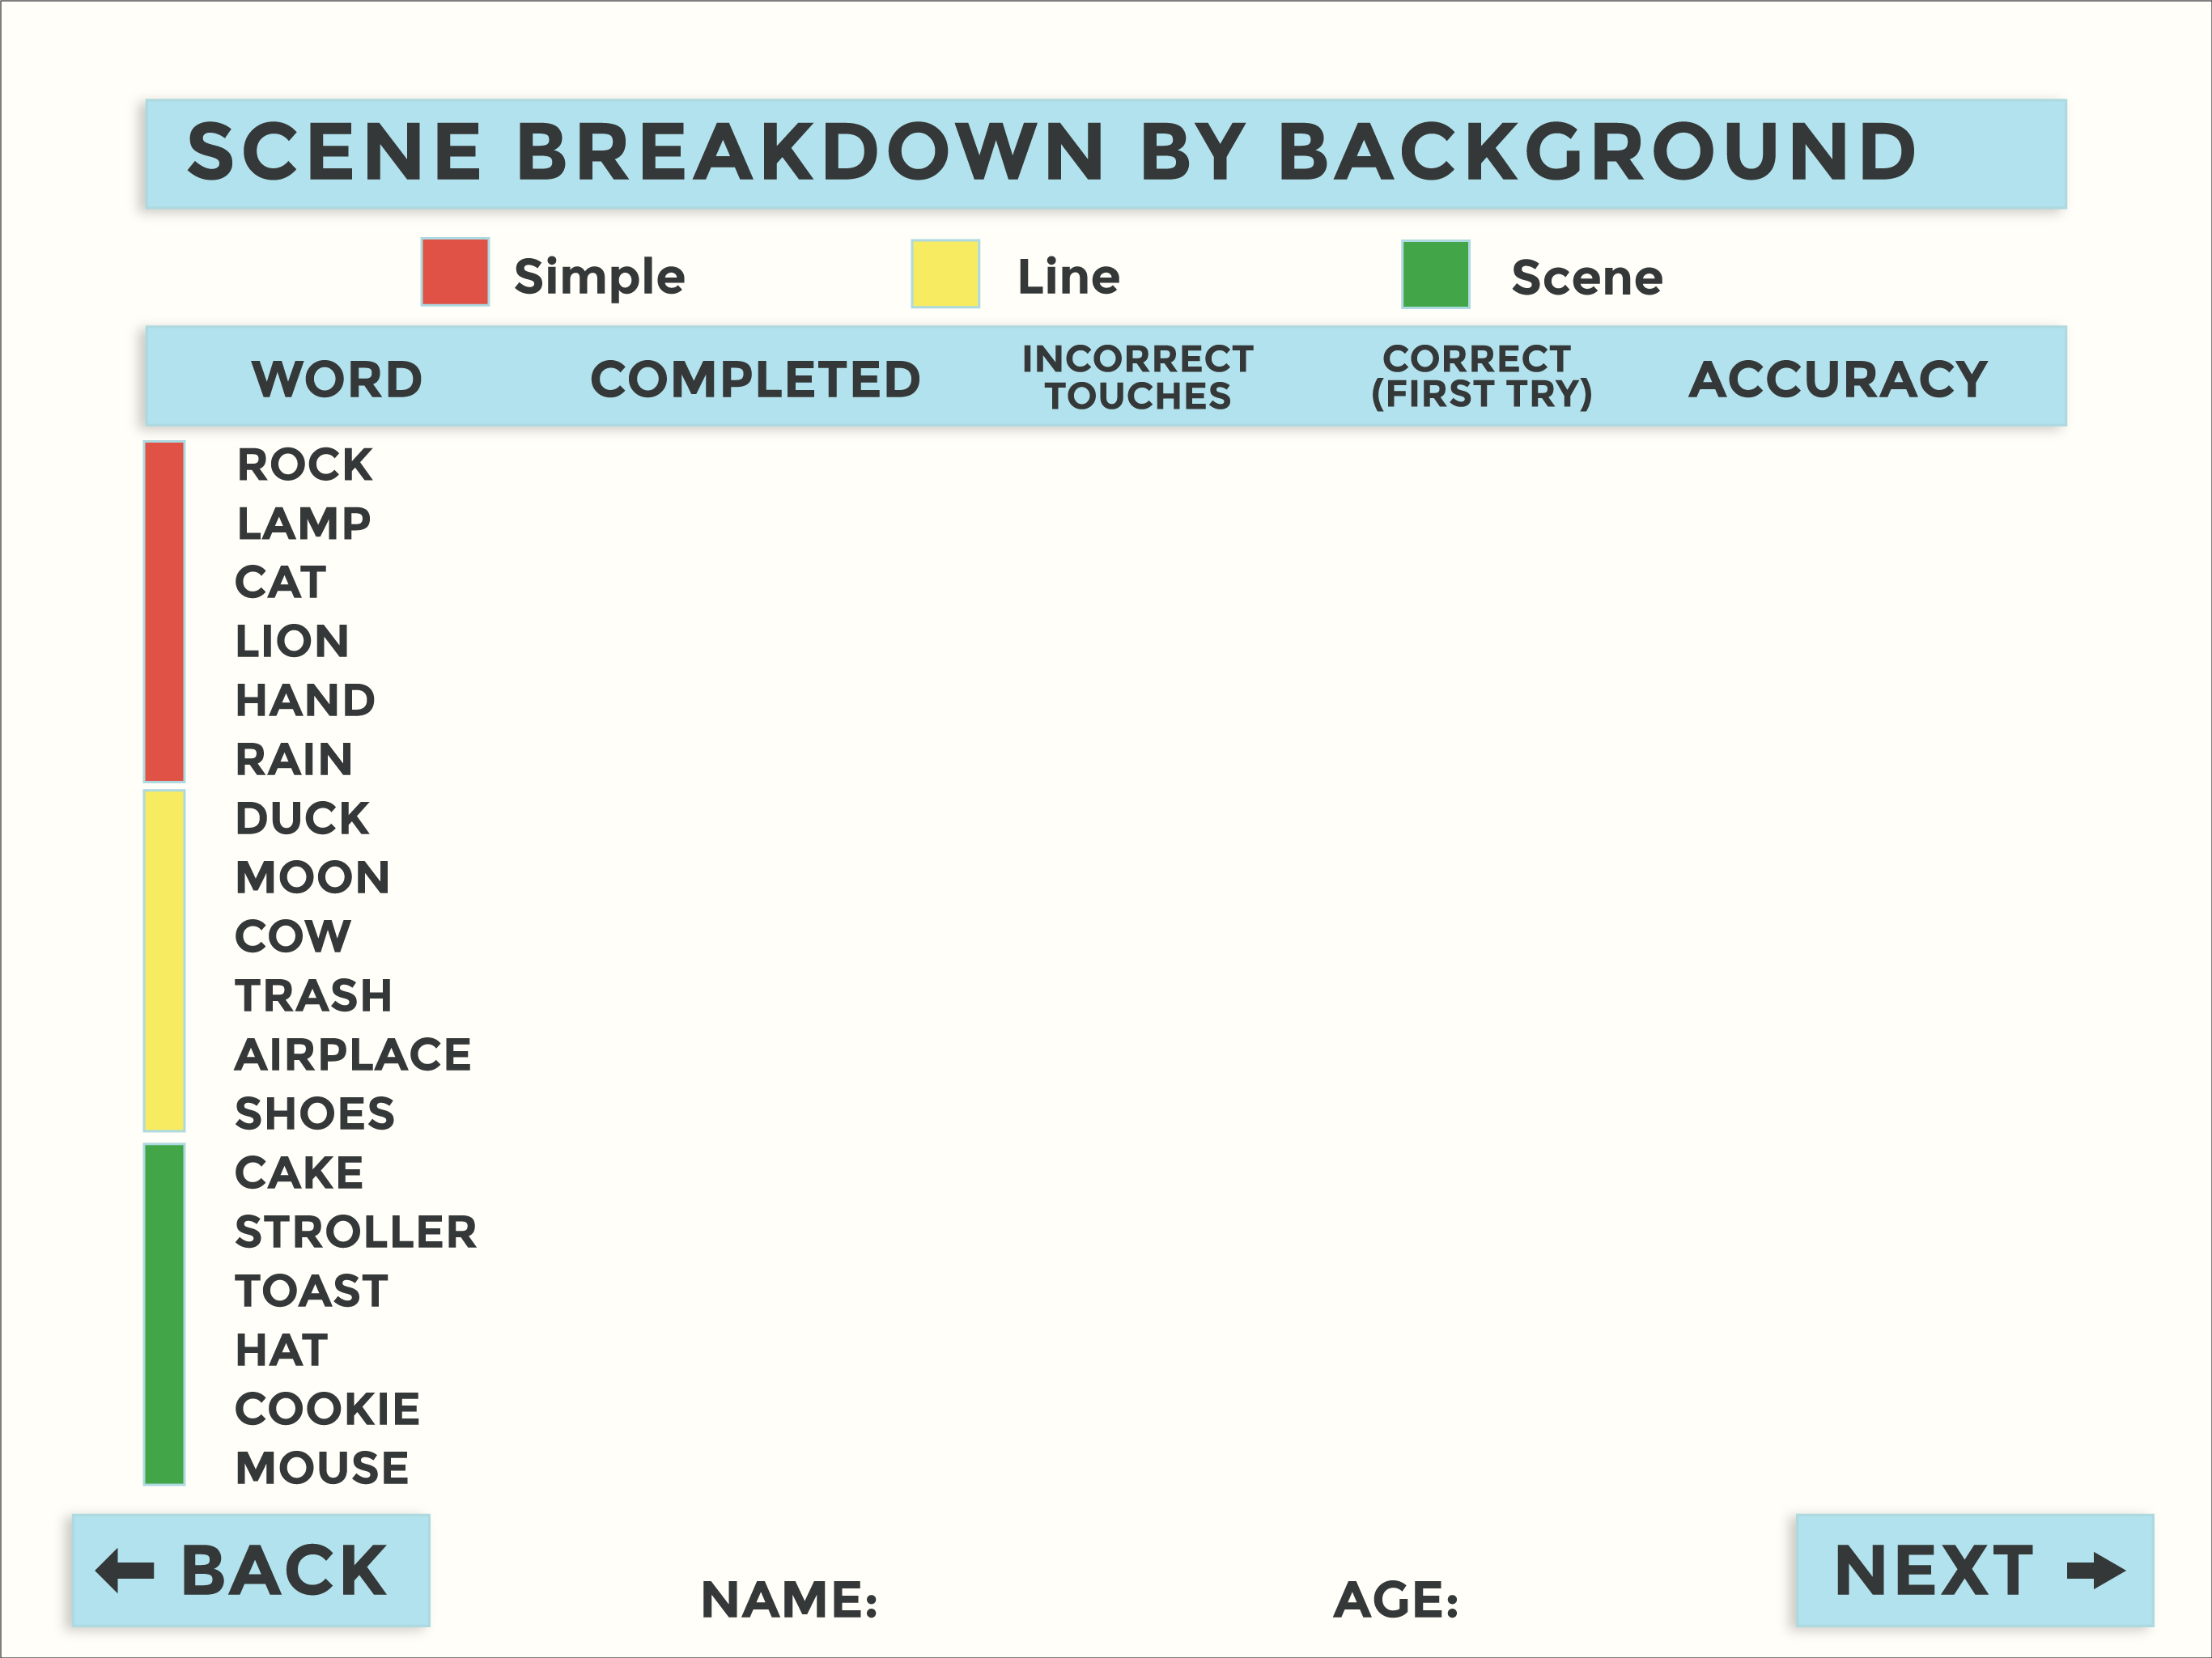 SCENE BREAKDOWN BY BACKGROUND
Simple Line Scene
WORD COMPLETED INCORRECT TOUCHES CORRECT (FIRST TRY) ACCURACY
ROCK
LAMP
CAT
LION
HAND
RAIN
DUCK
MOON
COW
TRASH
AIRPLACE
SHOES
CAKE
STROLLER
TOAST
HAT
COOKIE
MOUSE
BACK NAME: AGE: NEXT